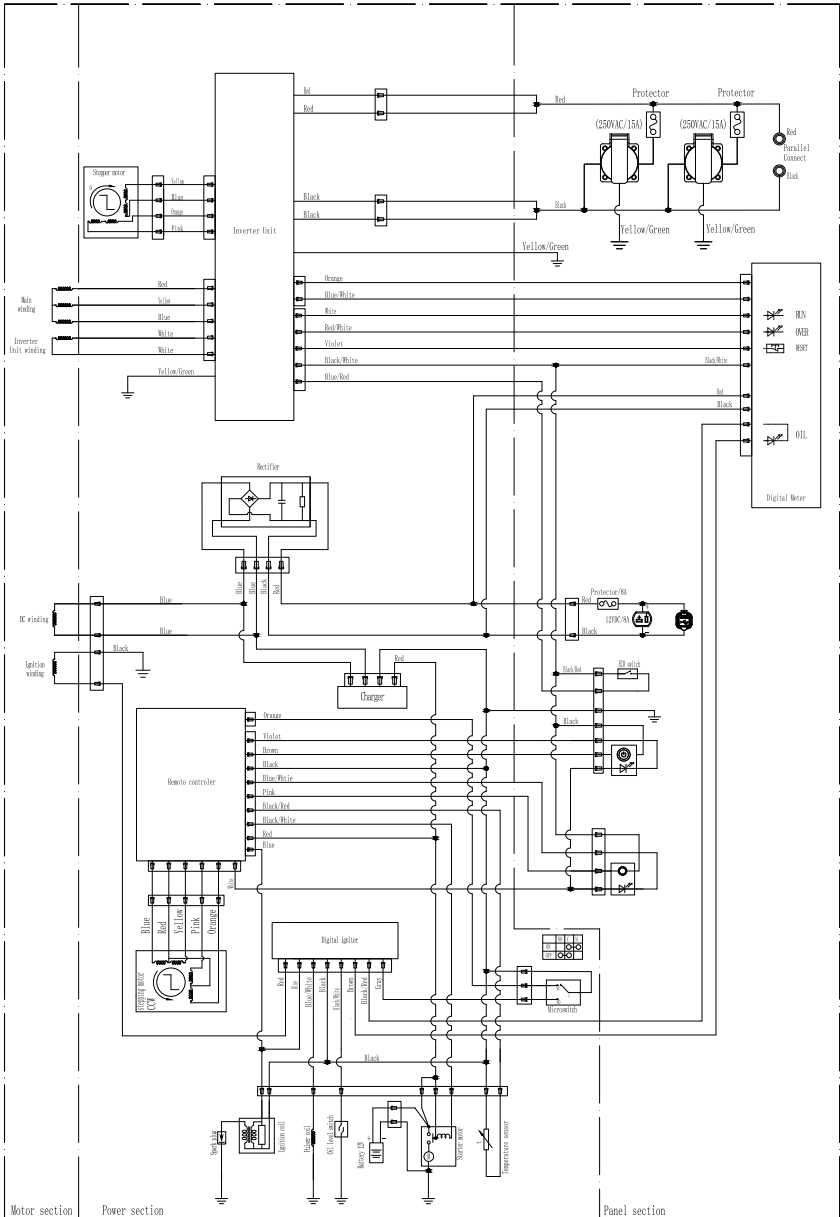 Red
Red
Protector
Protector
Red
(250VAC/15A)
(250VAC/15A)
Red
Parallel
Connect
Black
Stepper motor
Yellow
Blue
Orange
Pink
Inverter Unit
Black
Black
Black
Yellow/Green
Yellow/Green
Yellow/Green
Main
winding
Inverter
Unit winding
Red
Yellow
Blue
White
White
Yellow/Green
Orange
Blue/White
White
Red/White
Violet
Black/White
Blue/Red
Black/White
Red
Black
RUN
OVER
RESET
OIL
Digital Meter
Rectifier
Blue
Blue
Black
Red
DC winding
Blue
Blue
Ignition
winding
Black
Red
Protector/8A
12VDC/8A
Black
Red
Charger
Black/Red
Black
Remote controler
Orange
Violet
Brown
Black
Blue/Whtie
Pink
Black/Red
Black/White
Red
Blue
White
Blue
Red
Yellow
Pink
Orange
stepping motor
CCW
Digital igniter
Red
Blue/White
Black
Black/White
Brown
Black/Red
Gray
ON
OFF
Microswitch
Black
Spark plug
Ignition coil
Pulser coil
Oil level switch
Battery 12V
Starter motor
Temperature sensor
Motor section
Power section
Panel section